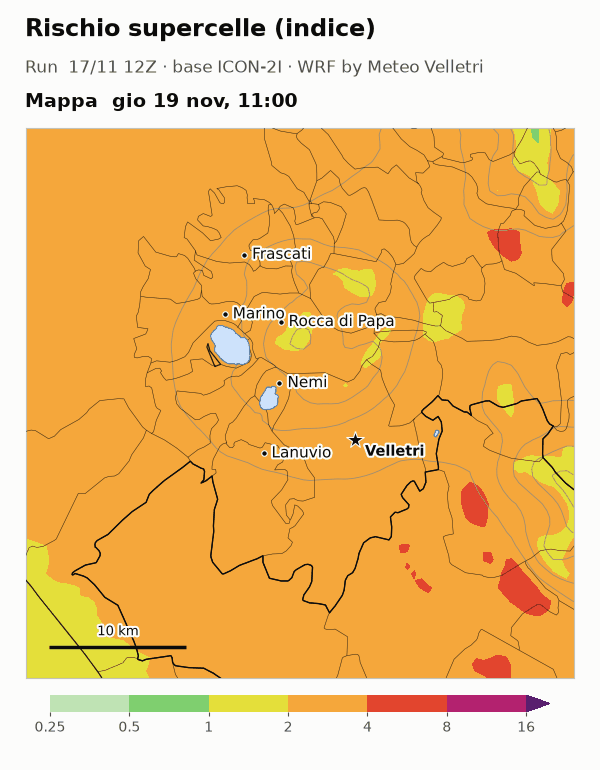 Rischio supercelle (indice)
Run  17/11 12Z · base ICON-2I · WRF by Meteo Velletri
Mappa  gio 19 nov, 11:00
Frascati
Marino
Rocca di Papa
Nemi
Velletri
Lanuvio
10 km
0.25 0.5 1 2 4 8 16